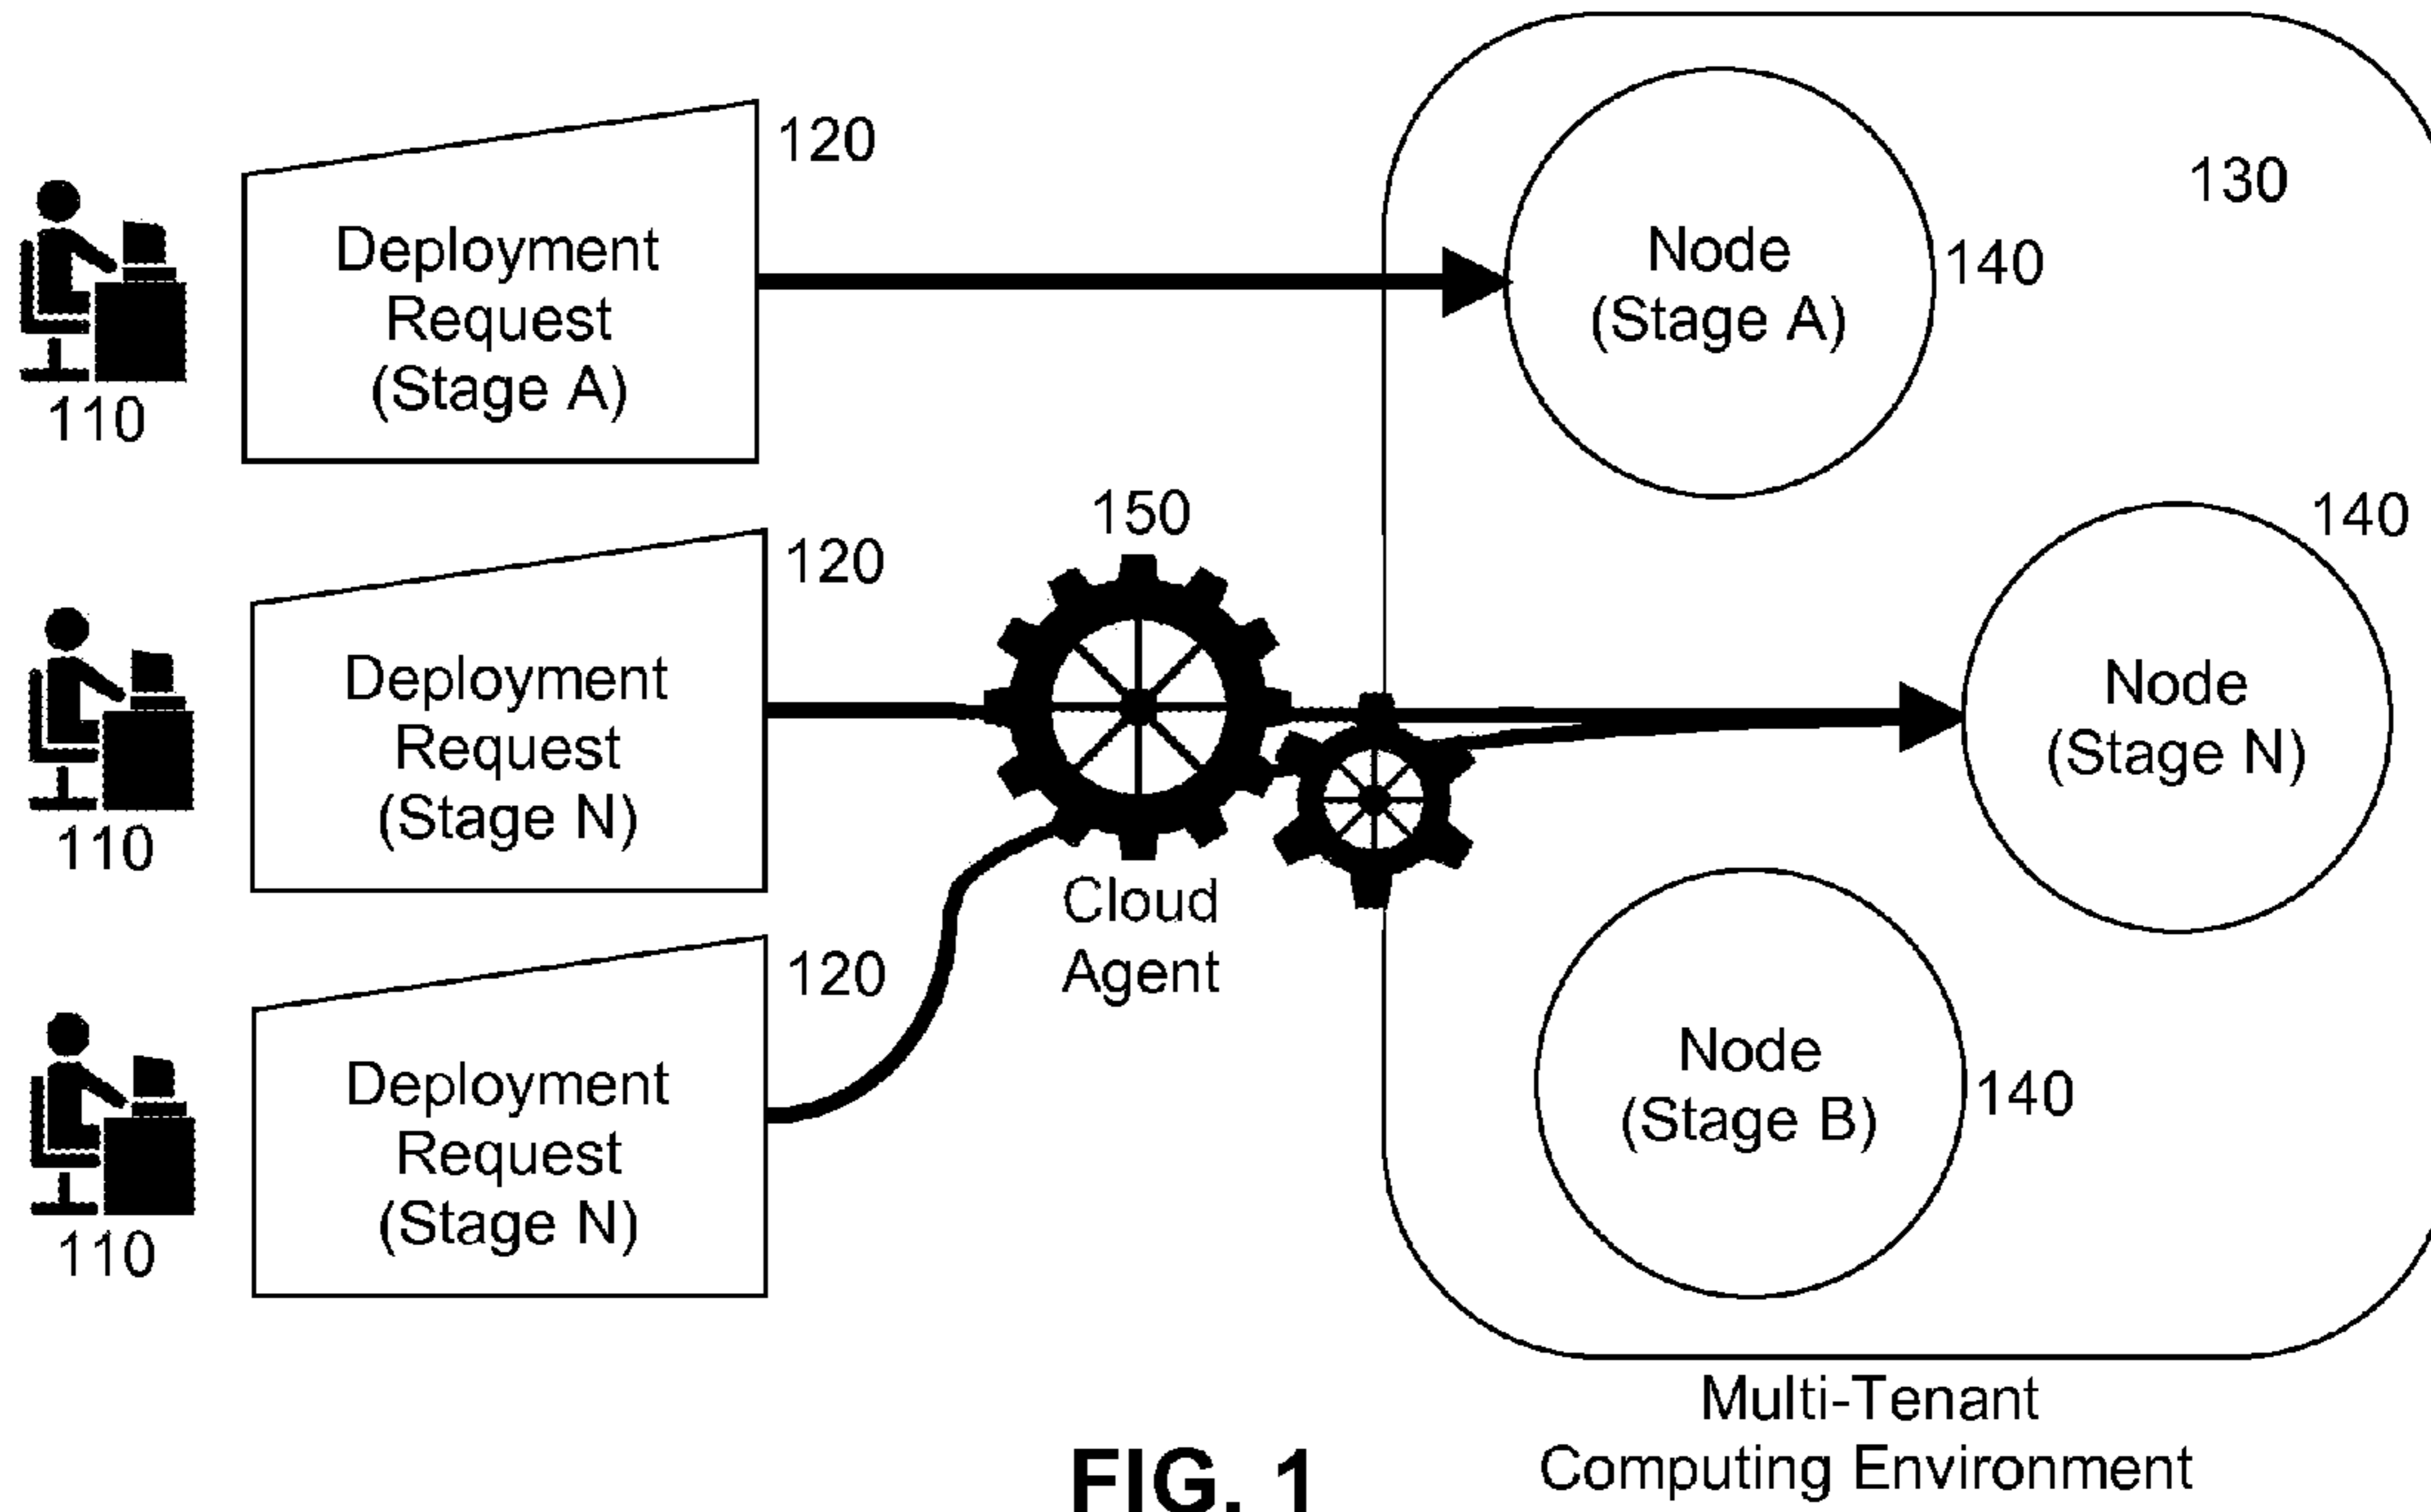 120
Deployment
Request
(Stage A)
110
120
Deployment
Request
(Stage N)
110
120
Deployment
Request
(Stage N)
110
150
Cloud
Agent
130
Node
(Stage A)
140
140
Node
(Stage N)
Node
(Stage B)
140
Multi-Tenant
Computing Environment
FIG. 1